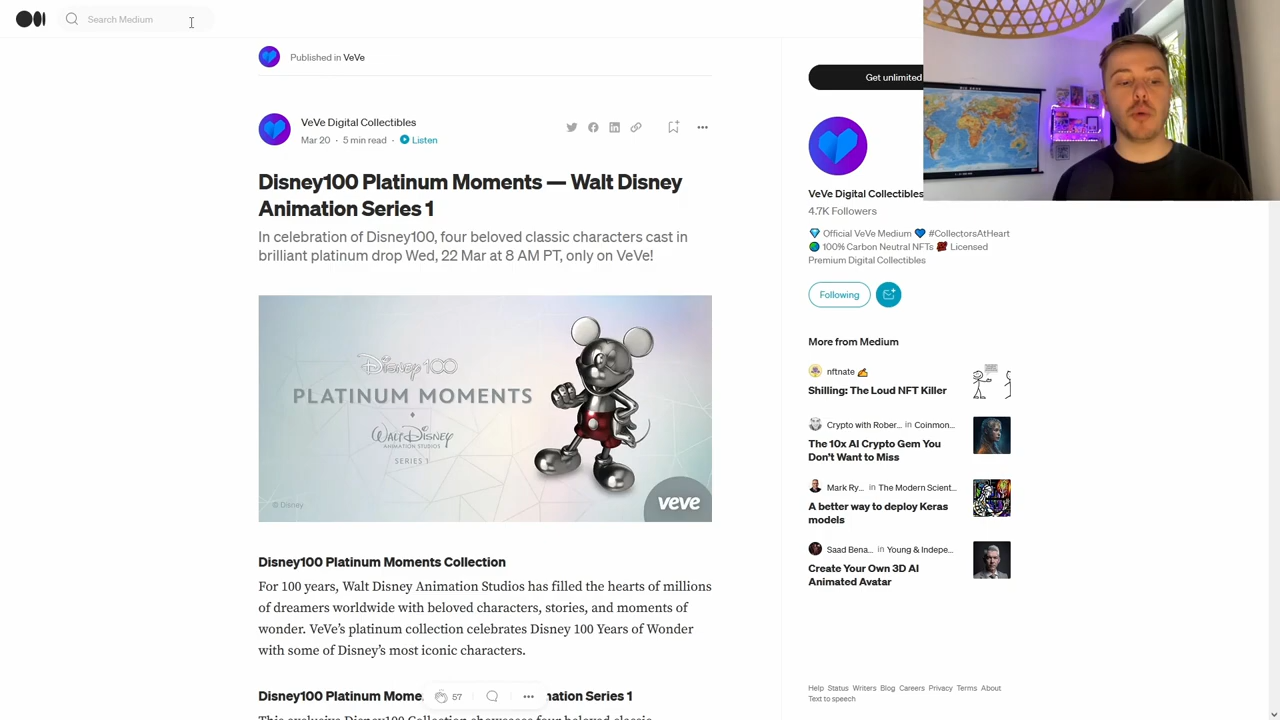 Search Medium
Published in VeVe
VeVe Digital Collectibles
Mar 20 · 5 min read · Listen
Disney100 Platinum Moments — Walt Disney
Animation Series 1
In celebration of Disney100, four beloved classic characters cast in
brilliant platinum drop Wed, 22 Mar at 8 AM PT, only on VeVe!
Disney100
PLATINUM MOMENTS
WALT DISNEY
ANIMATION STUDIOS
SERIES 1
© Disney
veve
Disney100 Platinum Moments Collection
For 100 years, Walt Disney Animation Studios has filled the hearts of millions
of dreamers worldwide with beloved characters, stories, and moments of
wonder. VeVe’s platinum collection celebrates Disney 100 Years of Wonder
with some of Disney’s most iconic characters.
Disney100 Platinum Mome
57
nation Series 1
Get unlimited
VeVe Digital Collectibles
4.7K Followers
Official VeVe Medium #CollectorsAtHeart
100% Carbon Neutral NFTs Licensed
Premium Digital Collectibles
Following
More from Medium
nftnate
Shilling: The Loud NFT Killer
Crypto with Rober... in Coinmon...
The 10x AI Crypto Gem You
Don’t Want to Miss
Mark Ry... in The Modern Scient...
A better way to deploy Keras
models
Saad Bena... in Young & Indepe...
Create Your Own 3D AI
Animated Avatar
Help Status Writers Blog Careers Privacy Terms About
Text to speech